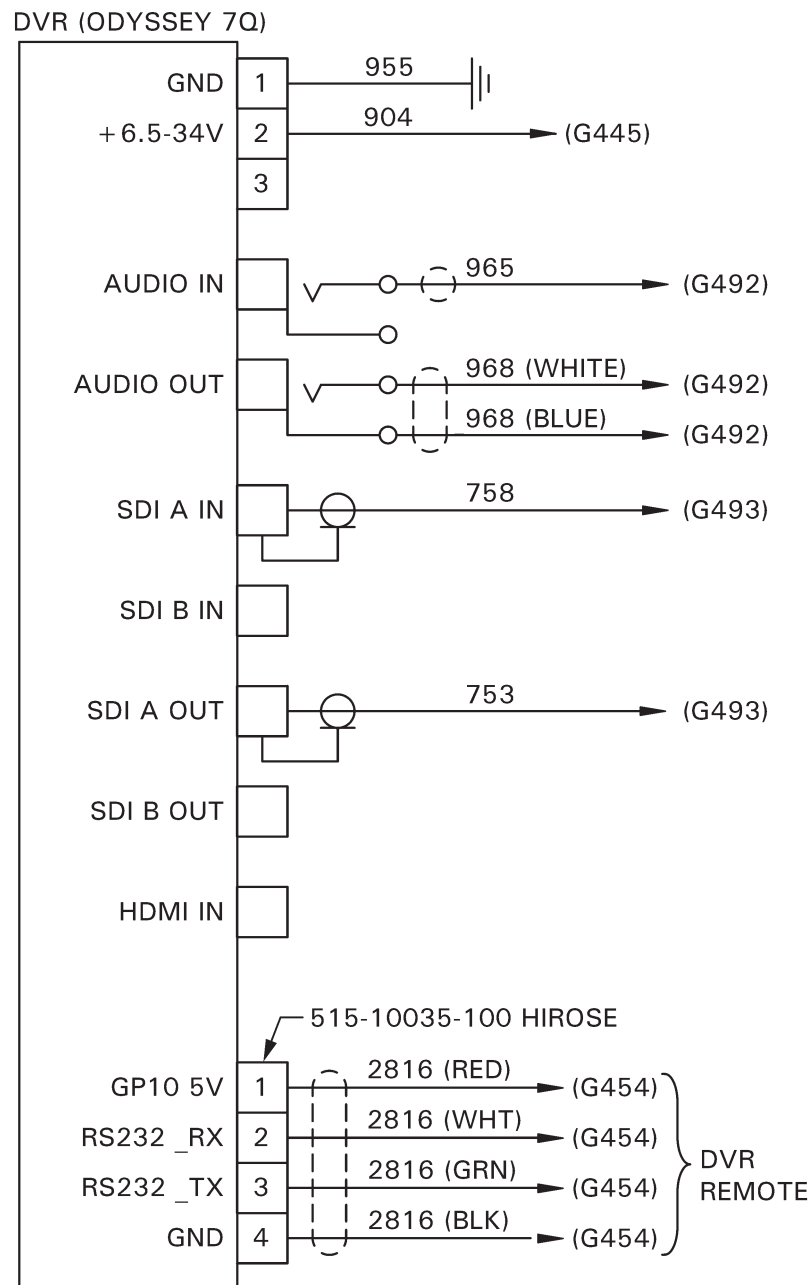 DVR (ODYSSEY 7Q)
GND 1 955
+6.5-34V 2 904 (G445)
3
AUDIO IN 965 (G492)
AUDIO OUT 968 (WHITE) (G492)
968 (BLUE) (G492)
SDI A IN 758 (G493)
SDI B IN
SDI A OUT 753 (G493)
SDI B OUT
HDMI IN
515-10035-100 HIROSE
GP10 5V 1 2816 (RED) (G454)
RS232 _RX 2 2816 (WHT) (G454)
RS232 _TX 3 2816 (GRN) (G454)
GND 4 2816 (BLK) (G454)
DVR
REMOTE